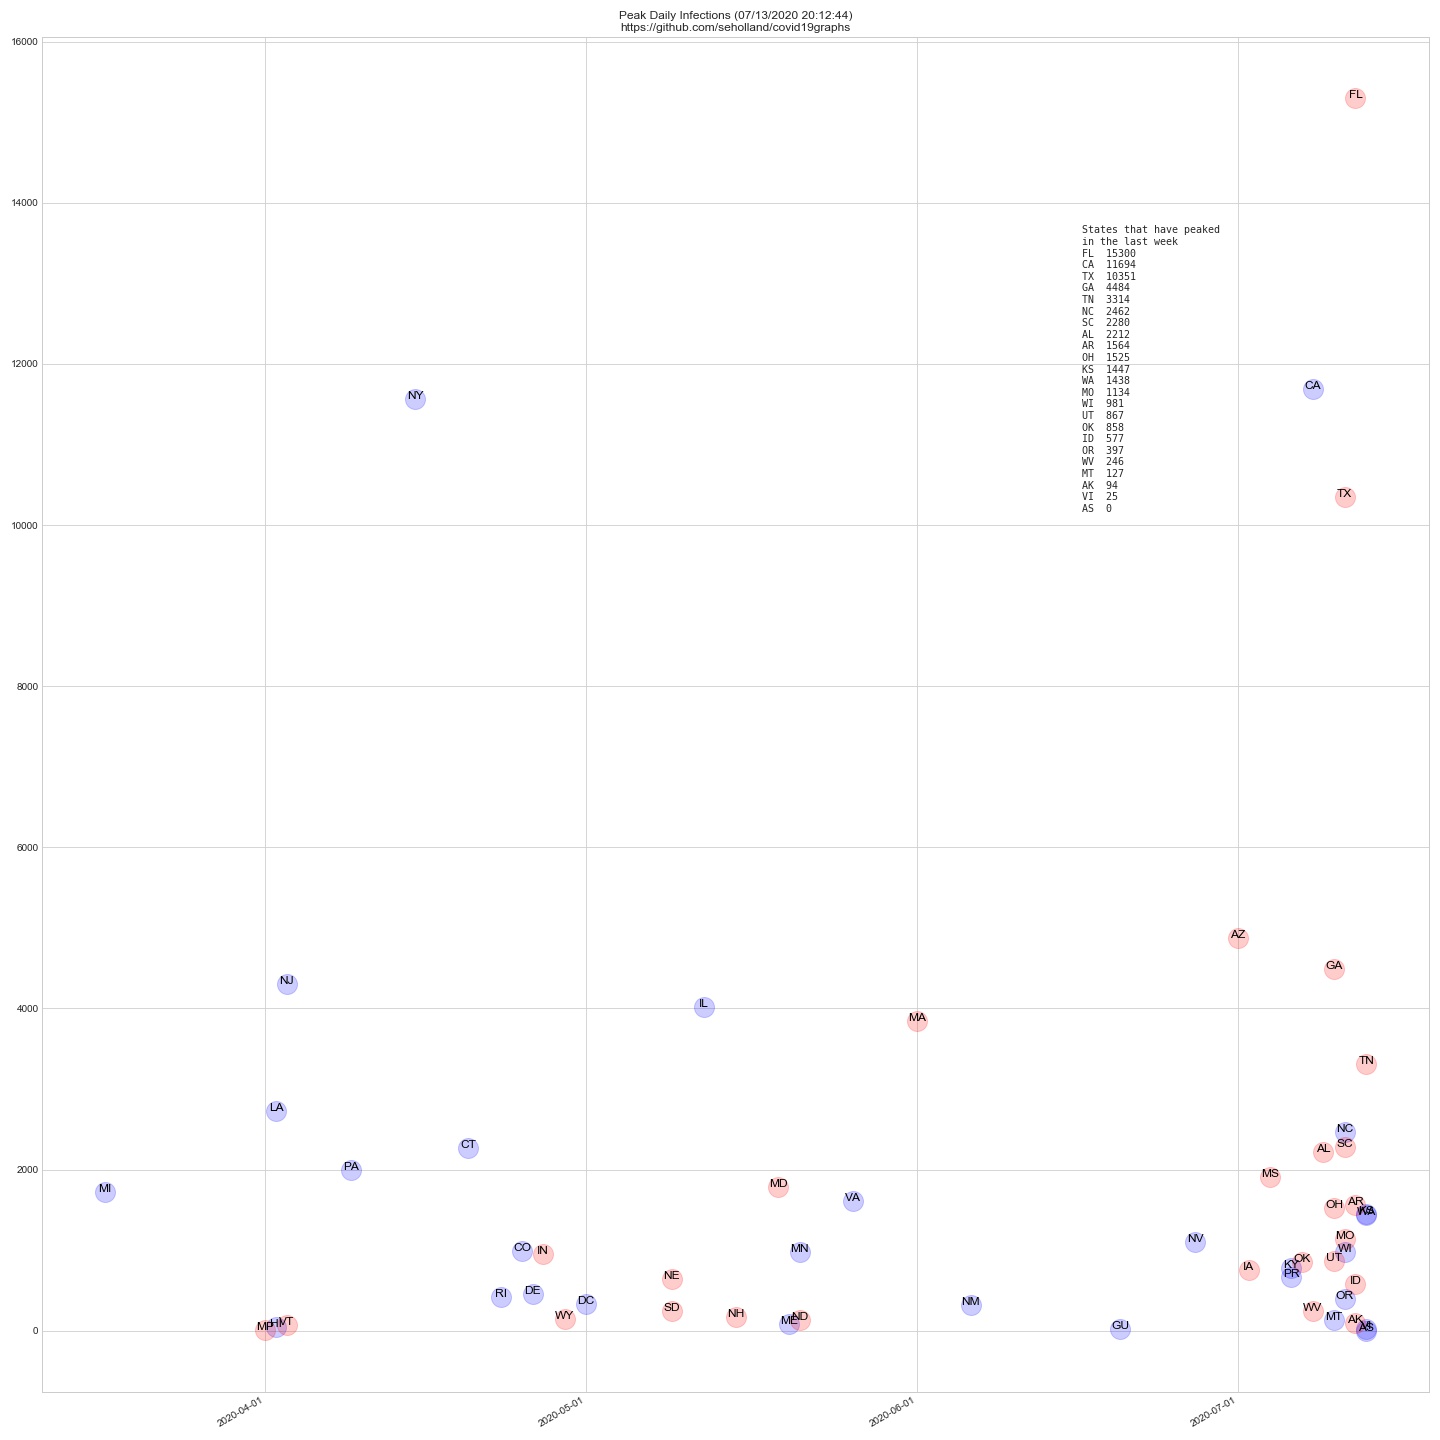 Peak Daily Infections (07/13/2020 20:12:44)
https://github.com/seholland/covid19graphs
16000
FL
14000
States that have peaked
in the last week
FL  15300
CA  11694
TX  10351
GA  4484
TN  3314
NC  2462
SC  2280
AL  2212
AR  1564
OH  1525
KS  1447
WA  1438
MO  1134
WI  981
UT  867
OK  858
ID  577
OR  397
WV  246
MT  127
AK  94
VI  25
AS  0
12000
NY
CA
TX
10000
8000
6000
AZ
GA
NJ
IL
4000
MA
TN
LA
NC
CT
SC
AL
PA
2000
MS
MI
MD
VA
AR
OH
KS
WA
NV
MO
CO
IN
MN
WI
UT
OK
KY
IA
PR
NE
ID
RI
DE
OR
DC
NM
SD
WV
NH
WY
ND
ME
MT
AK
GU
VT
HI
MP
VI
AS
0
2020-04-01
2020-05-01
2020-06-01
2020-07-01